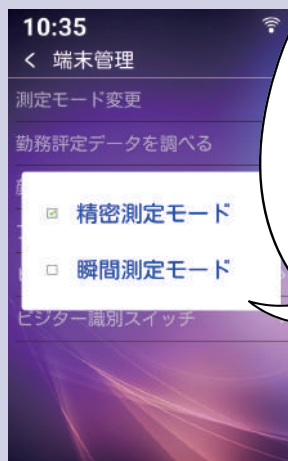 10:35
く 端末管理
測定モード変更
勤務評定データを調べる
精密測定モード
瞬間測定モード
ビジター識別スイッチ